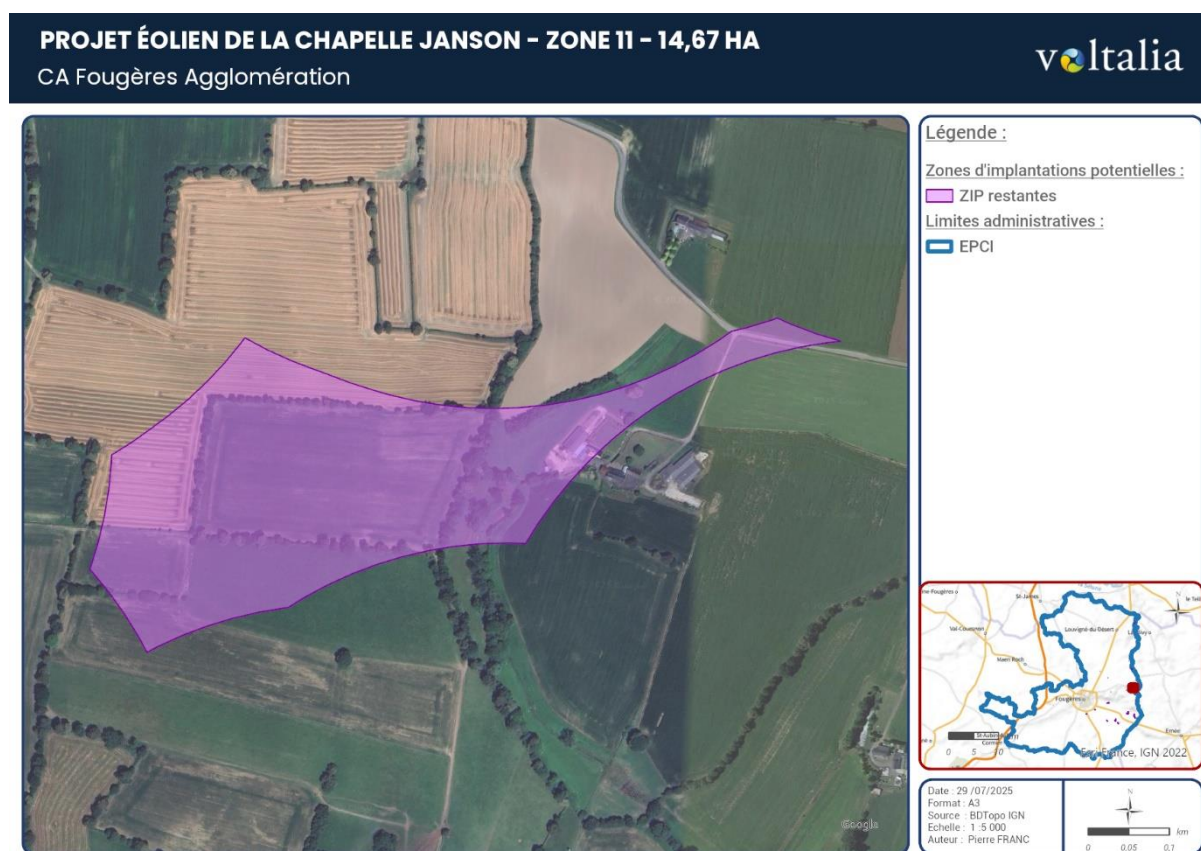 PROJET ÉOLIEN DE LA CHAPELLE JANSON - ZONE 11 - 14,67 HA
CA Fougères Agglomération
voltalia
Légende :
Zones d'implantations potentielles :
ZIP restantes
Limites administratives :
EPCI
Google
St-James
N
Louvigné-du-Désert
Val-Couesnon
Maen Roch
Fougères
Ernée
St-Aubin
0 5 10
Esri France, IGN 2022
Date : 29 /07/2025
Format : A3
Source : BDTopo IGN
Echelle : 1 :5 000
Auteur : Pierre FRANC
N
km
0 0.05 0.1